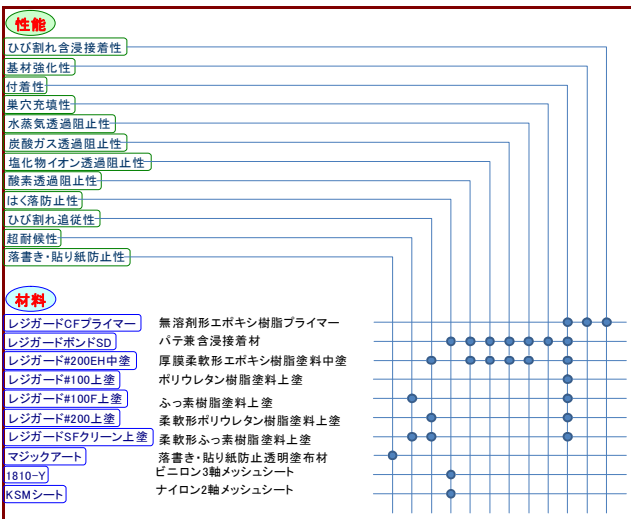 性能
ひび割れ含浸接着性
基材強化性
付着性
巣穴充填性
水蒸気透過阻止性
炭酸ガス透過阻止性
塩化物イオン透過阻止性
酸素透過阻止性
はく落防止性
ひび割れ追従性
超耐候性
落書き・貼り紙防止性
材料
レジガードCFプライマー 無溶剤形エポキシ樹脂プライマー
レジガードボンドSD パテ兼含浸接着材
レジガード#200EH中塗 厚膜柔軟形エポキシ樹脂塗料中塗
レジガード#100上塗 ポリウレタン樹脂塗料上塗
レジガード#100F上塗 ふっ素樹脂塗料上塗
レジガード#200上塗 柔軟形ポリウレタン樹脂塗料上塗
レジガードSFクリーン上塗 柔軟形ふっ素樹脂塗料上塗
マジックアート 落書き・貼り紙防止透明塗布材
1810-Y ビニロン3軸メッシュシート
KSMシート ナイロン2軸メッシュシート